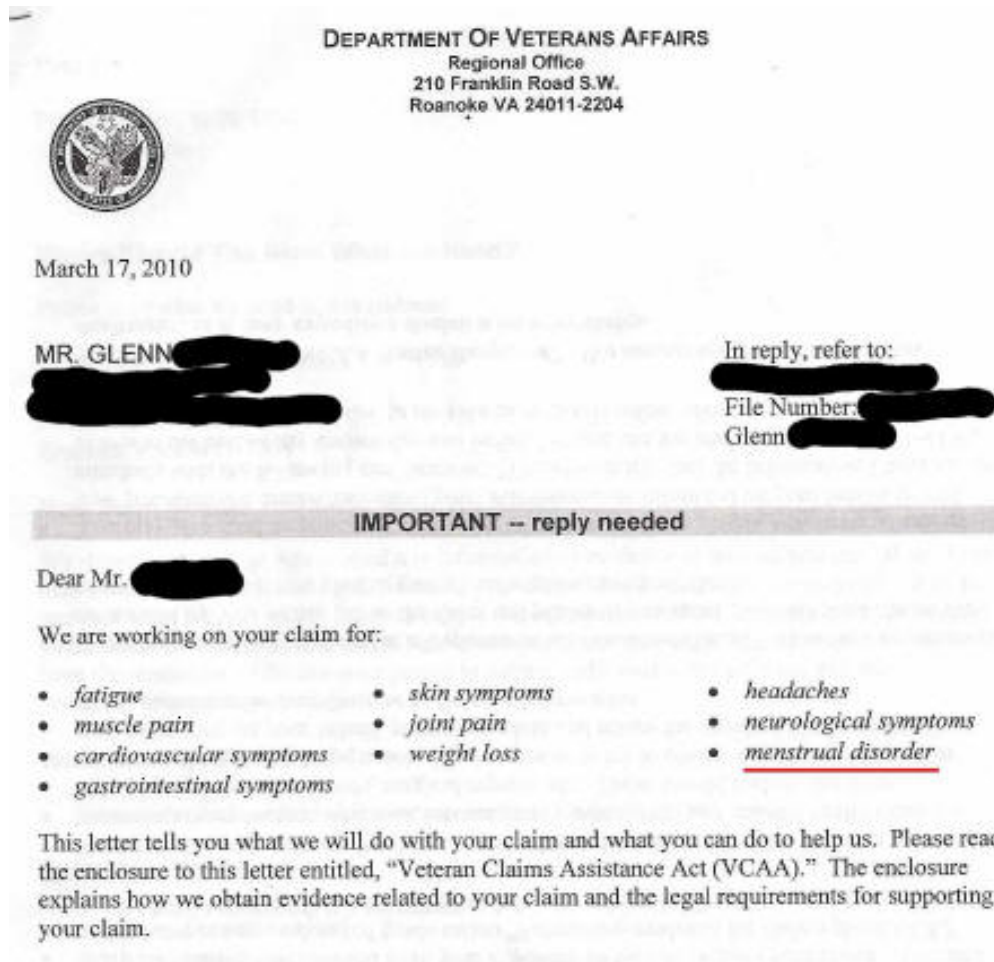 DEPARTMENT OF VETERANS AFFAIRS
Regional Office
210 Franklin Road S.W.
Roanoke VA 24011-2204
March 17, 2010
MR. GLENN
In reply, refer to:
File Number:
Glenn
IMPORTANT -- reply needed
Dear Mr.
We are working on your claim for:
• fatigue
• muscle pain
• cardiovascular symptoms
• gastrointestinal symptoms
• skin symptoms
• joint pain
• weight loss
• headaches
• neurological symptoms
• menstrual disorder
This letter tells you what we will do with your claim and what you can do to help us. Please read
the enclosure to this letter entitled, “Veteran Claims Assistance Act (VCAA).” The enclosure
explains how we obtain evidence related to your claim and the legal requirements for supporting
your claim.